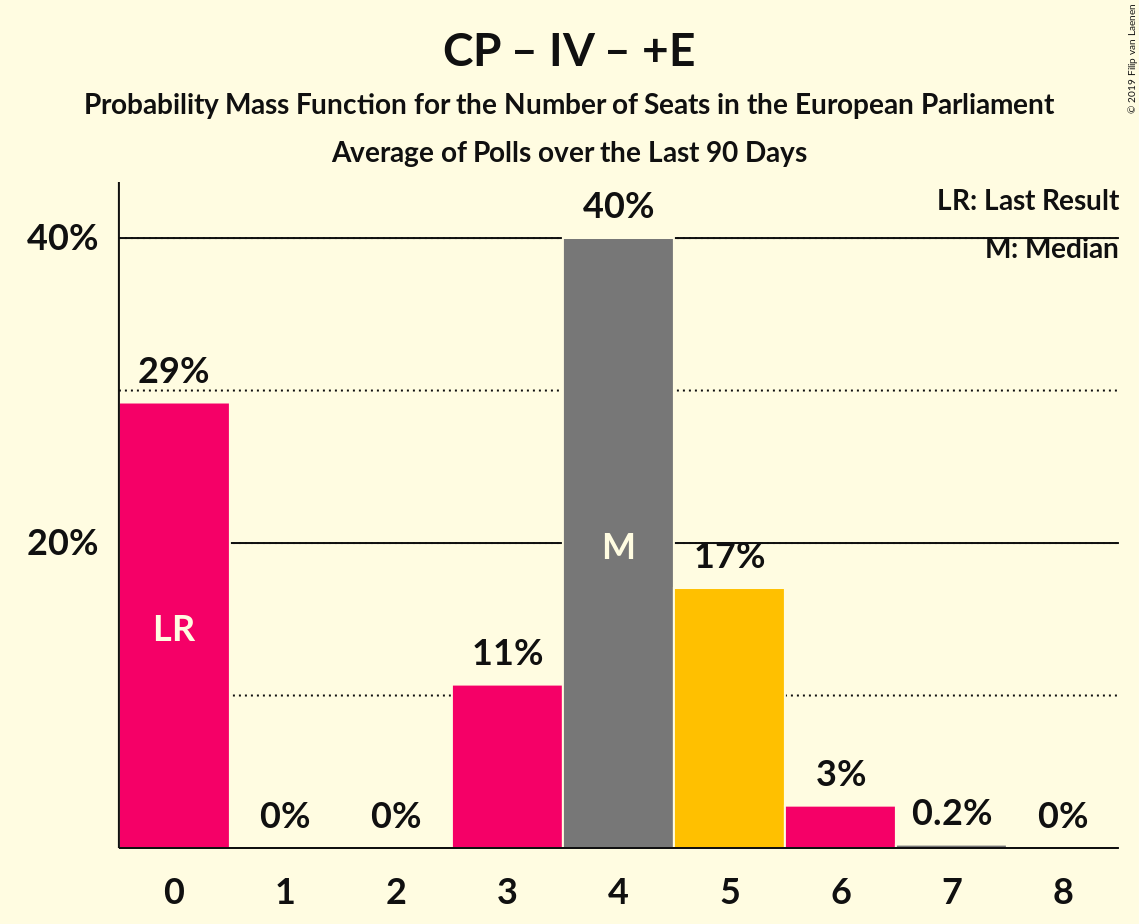 CP – IV – +E
Probability Mass Function for the Number of Seats in the European Parliament
Average of Polls over the Last 90 Days
© 2019 Filip van Laenen
LR: Last Result
M: Median
40%
20%
29%
0%
0%
11%
40%
17%
3%
0.2%
0%
LR
M
0 1 2 3 4 5 6 7 8